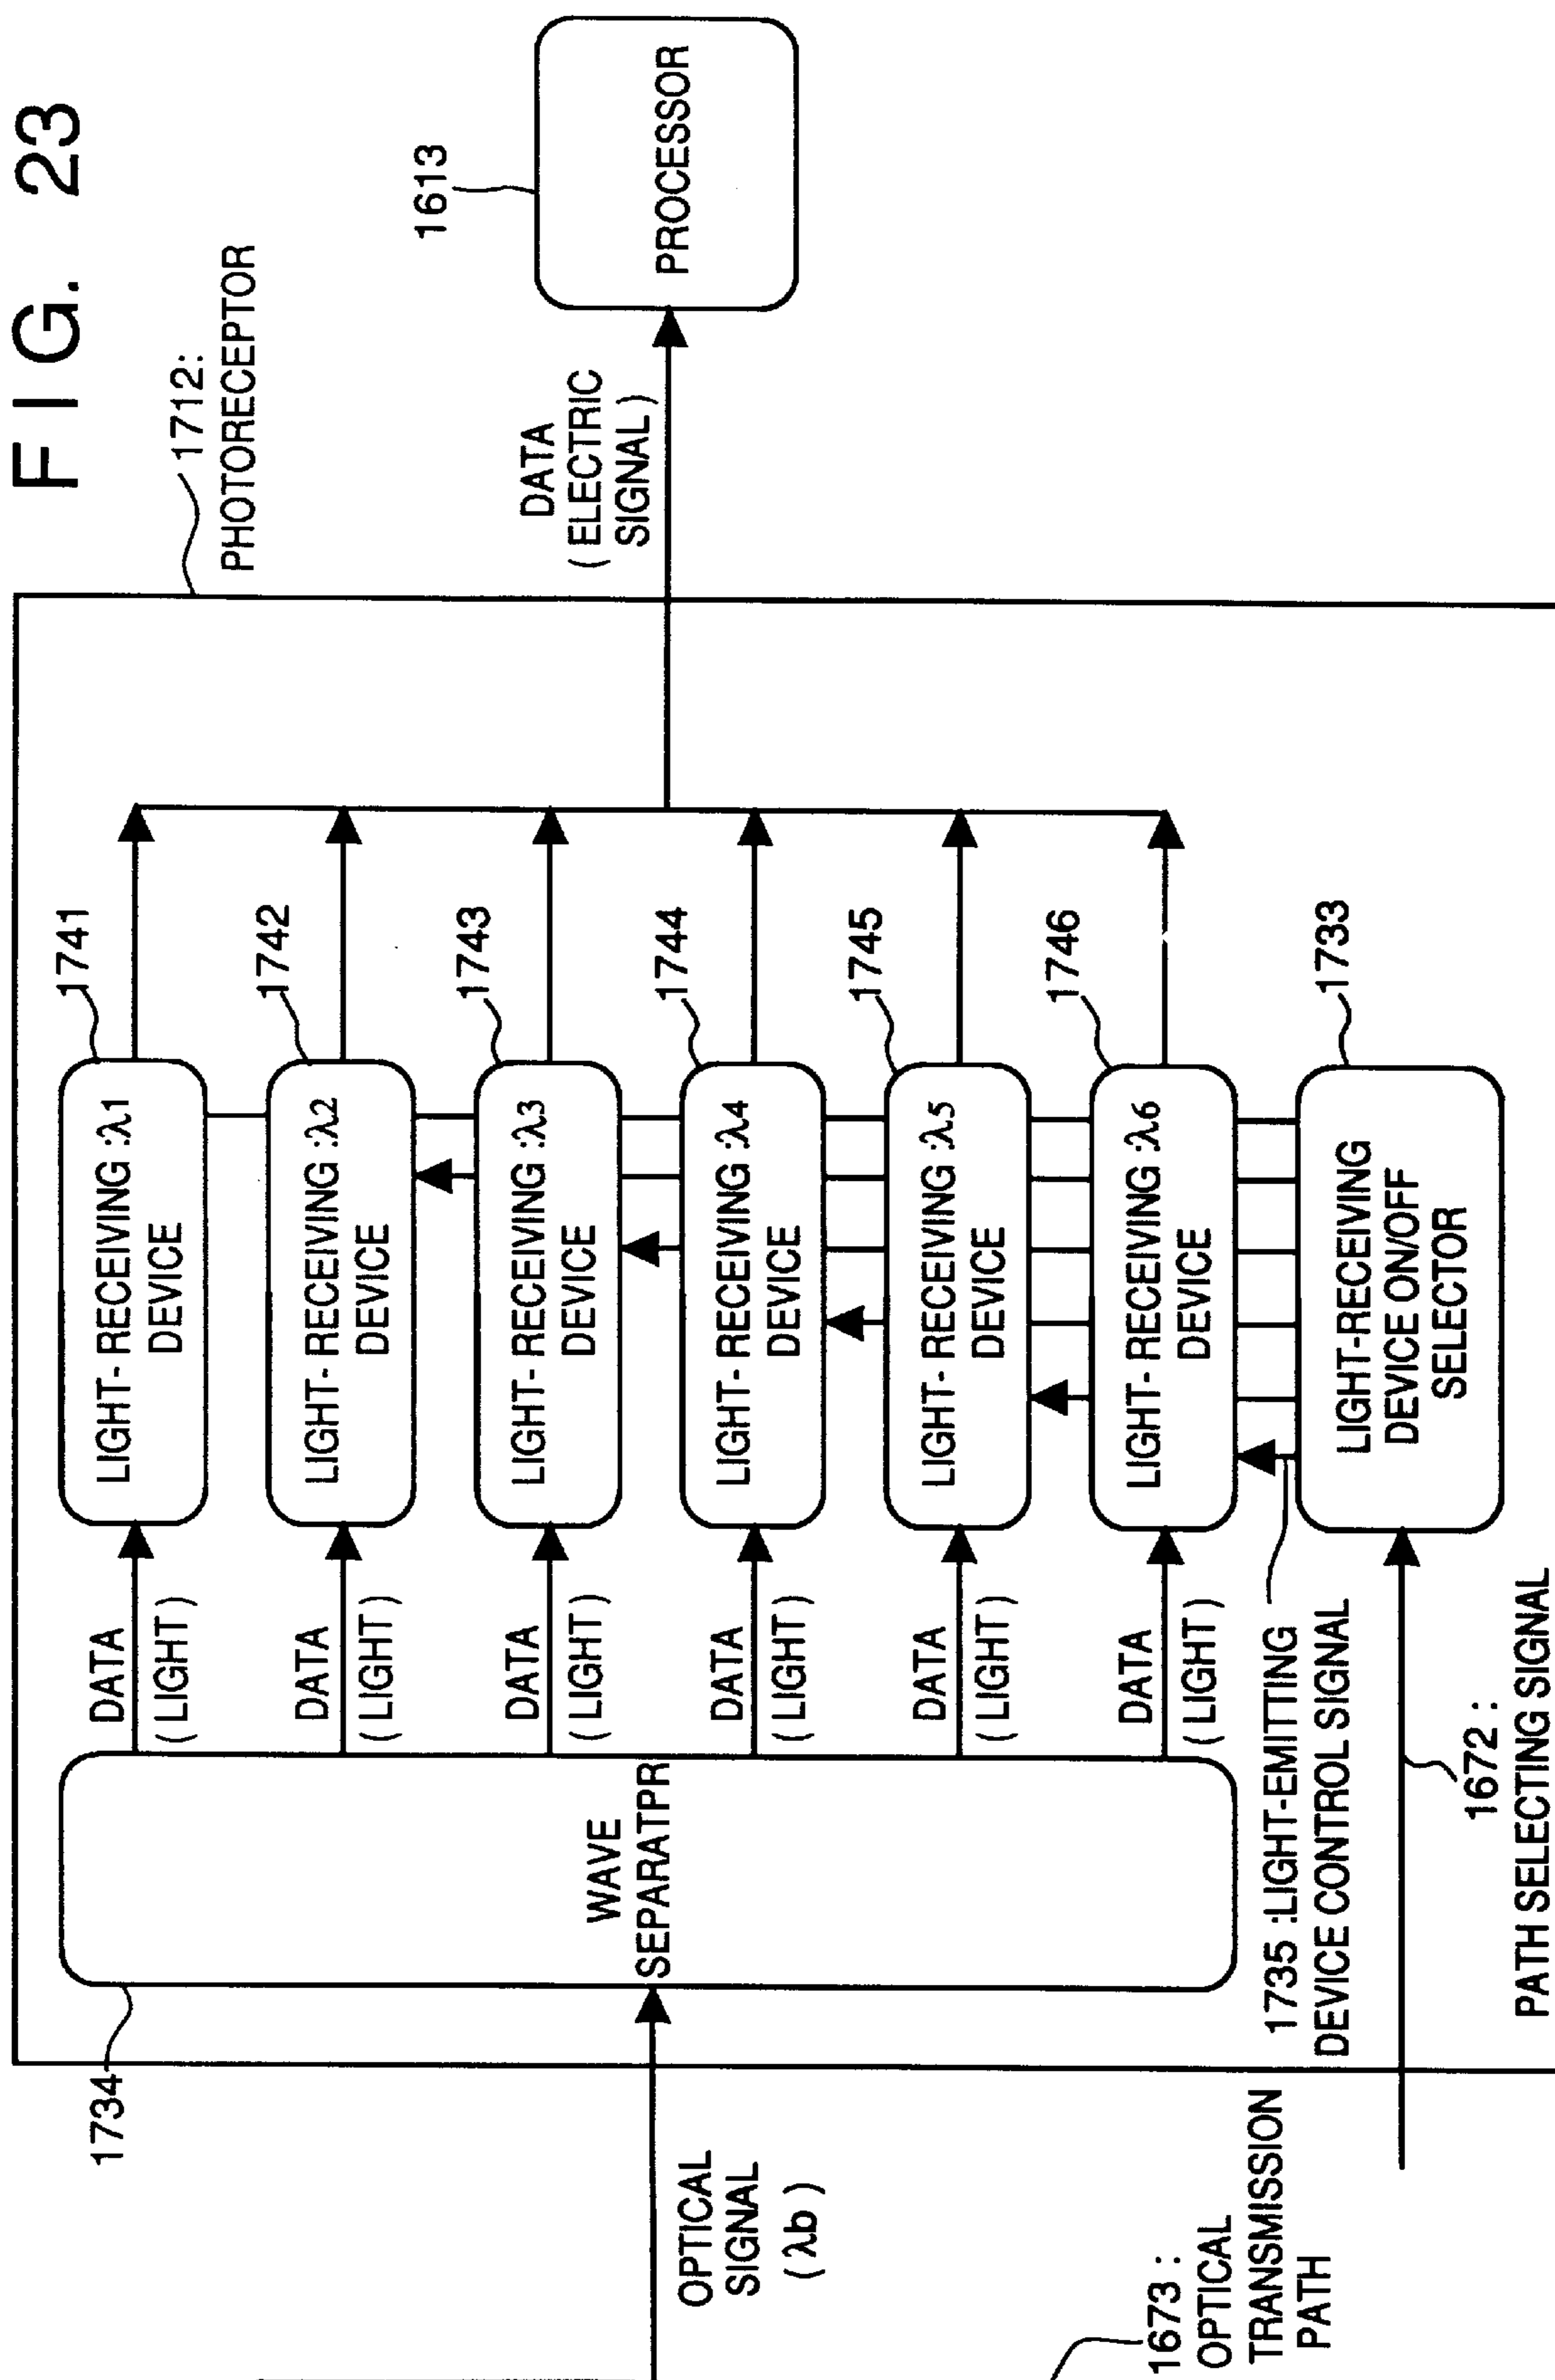 FIG. 23
1712:
PHOTORECEPTOR
1734
WAVE
SEPARATPR
OPTICAL
SIGNAL
(λb)
1673 :
OPTICAL
TRANSMISSION
PATH
DATA
(LIGHT)
DATA
(LIGHT)
DATA
(LIGHT)
DATA
(LIGHT)
DATA
(LIGHT)
DATA
(LIGHT)
1741
LIGHT-RECEIVING :λ1
DEVICE
1742
LIGHT-RECEIVING :λ2
DEVICE
1743
LIGHT-RECEIVING :λ3
DEVICE
1744
LIGHT-RECEIVING :λ4
DEVICE
1745
LIGHT-RECEIVING :λ5
DEVICE
1746
LIGHT-RECEIVING :λ6
DEVICE
1733
LIGHT-RECEIVING
DEVICE ON/OFF
SELECTOR
1735 :LIGHT-EMITTING
DEVICE CONTROL SIGNAL
1672 :
PATH SELECTING SIGNAL
DATA
(ELECTRIC
SIGNAL)
1613
PROCESSOR